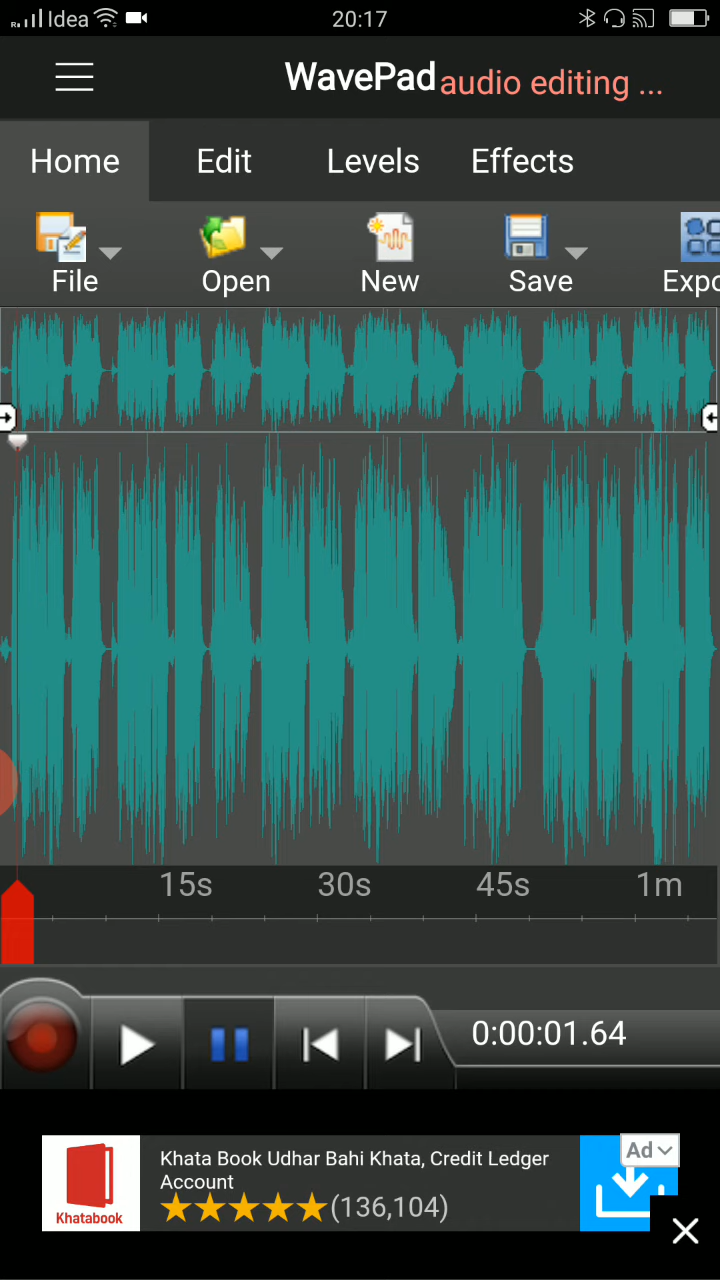 Idea 20:17
WavePad audio editing ...
Home Edit Levels Effects
File Open New Save Expo
15s 30s 45s 1m
0:00:01.64
Khata Book Udhar Bahi Khata, Credit Ledger
Account
(136,104)
Khatabook
Ad